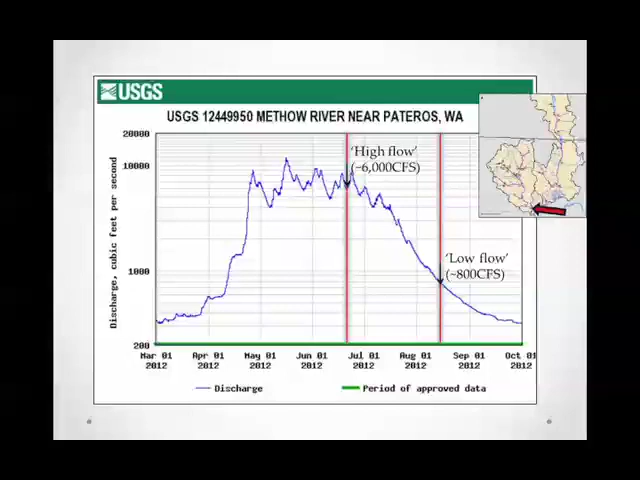 USGS
USGS 12449950 METHOW RIVER NEAR PATEROS, WA
Discharge, cubic feet per second
20000
10000
1000
200
'High flow'
(~6,000CFS
'Low flow'
(~800CFS)
Mar 01 Apr 01 May 01 Jun 01 Jul 01 Aug 01 Sep 01 Oct 01
2012 2012 2012 2012 2012 2012 2012 2012
Discharge Period of approved data